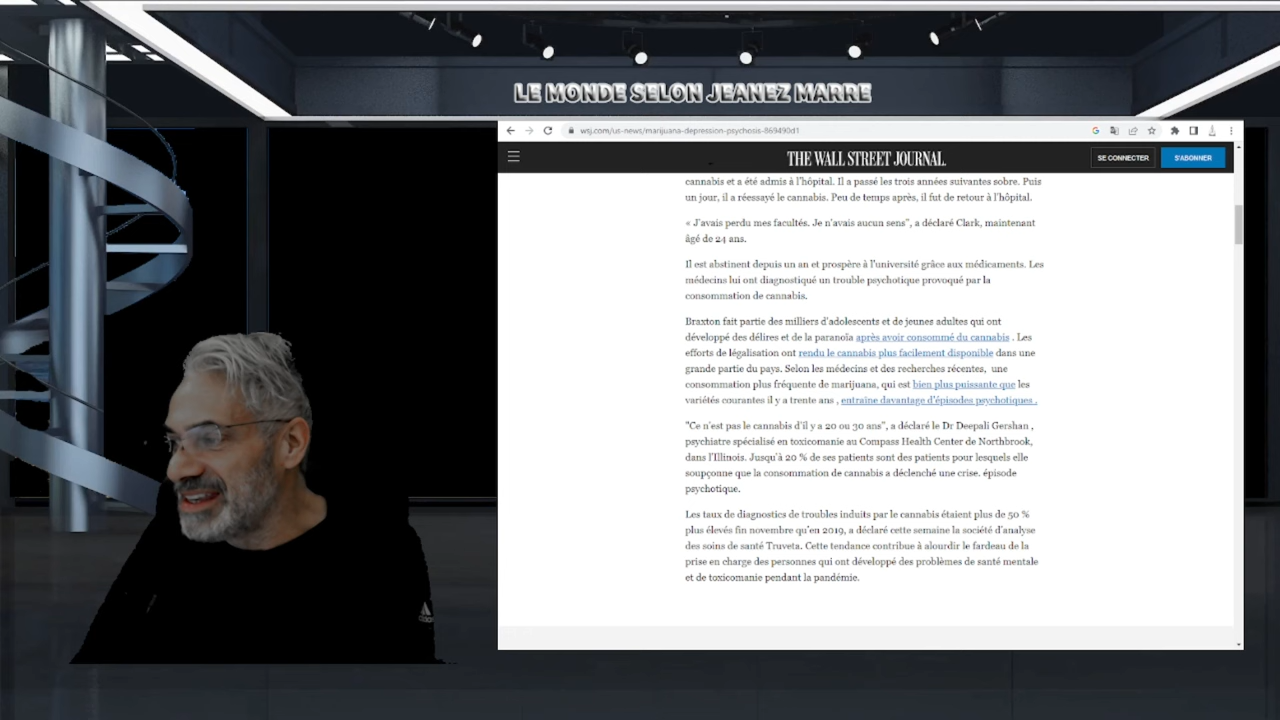 LE MONDE SELON JEANEZ MARRE
wsj.com/us-news/marijuana-depression-psychosis-869490d1
THE WALL STREET JOURNAL.
SE CONNECTER
S'ABONNER
cannabis et a été admis à l'hôpital. Il a passé les trois années suivantes sobre. Puis
un jour, il a réessayé le cannabis. Peu de temps après, il fut de retour à l'hôpital.
« J'avais perdu mes facultés. Je n'avais aucun sens", a déclaré Clark, maintenant
âgé de 24 ans.
Il est abstinent depuis un an et prospère à l'université grâce aux médicaments. Les
médecins lui ont diagnostiqué un trouble psychotique provoqué par la
consommation de cannabis.
Braxton fait partie des milliers d'adolescents et de jeunes adultes qui ont
développé des délires et de la paranoïa après avoir consommé du cannabis . Les
efforts de légalisation ont rendu le cannabis plus facilement disponible dans une
grande partie du pays. Selon les médecins et des recherches récentes, une
consommation plus fréquente de marijuana, qui est bien plus puissante que les
variétés courantes il y a trente ans , entraîne davantage d'épisodes psychotiques .
"Ce n'est pas le cannabis d'il y a 20 ou 30 ans", a déclaré le Dr Deepali Gershan ,
psychiatre spécialisé en toxicomanie au Compass Health Center de Northbrook,
dans l'Illinois. Jusqu'à 20 % de ses patients sont des patients pour lesquels elle
soupçonne que la consommation de cannabis a déclenché une crise. épisode
psychotique.
Les taux de diagnostics de troubles induits par le cannabis étaient plus de 50 %
plus élevés fin novembre qu'en 2019, a déclaré cette semaine la société d'analyse
des soins de santé Truveta. Cette tendance contribue à alourdir le fardeau de la
prise en charge des personnes qui ont développé des problèmes de santé mentale
et de toxicomanie pendant la pandémie.